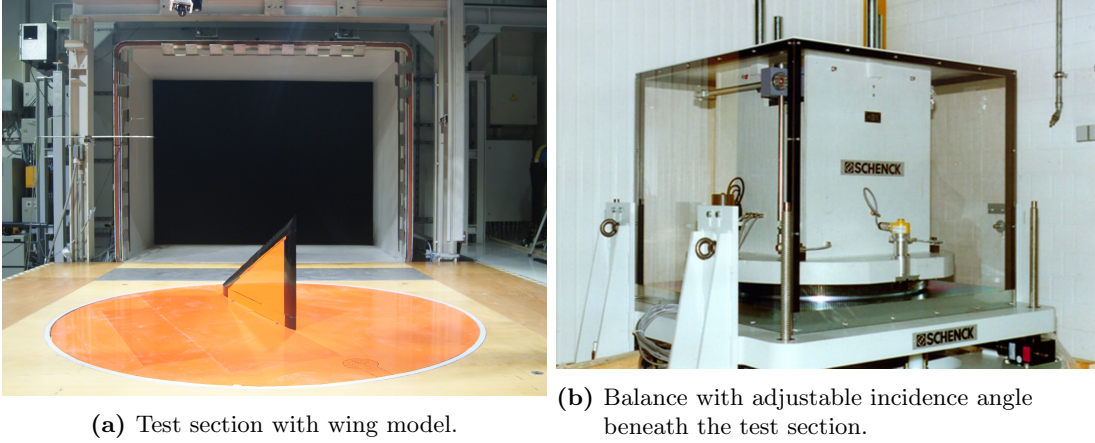 SCHENCK
SCHENCK
(a) Test section with wing model.
(b) Balance with adjustable incidence angle
beneath the test section.